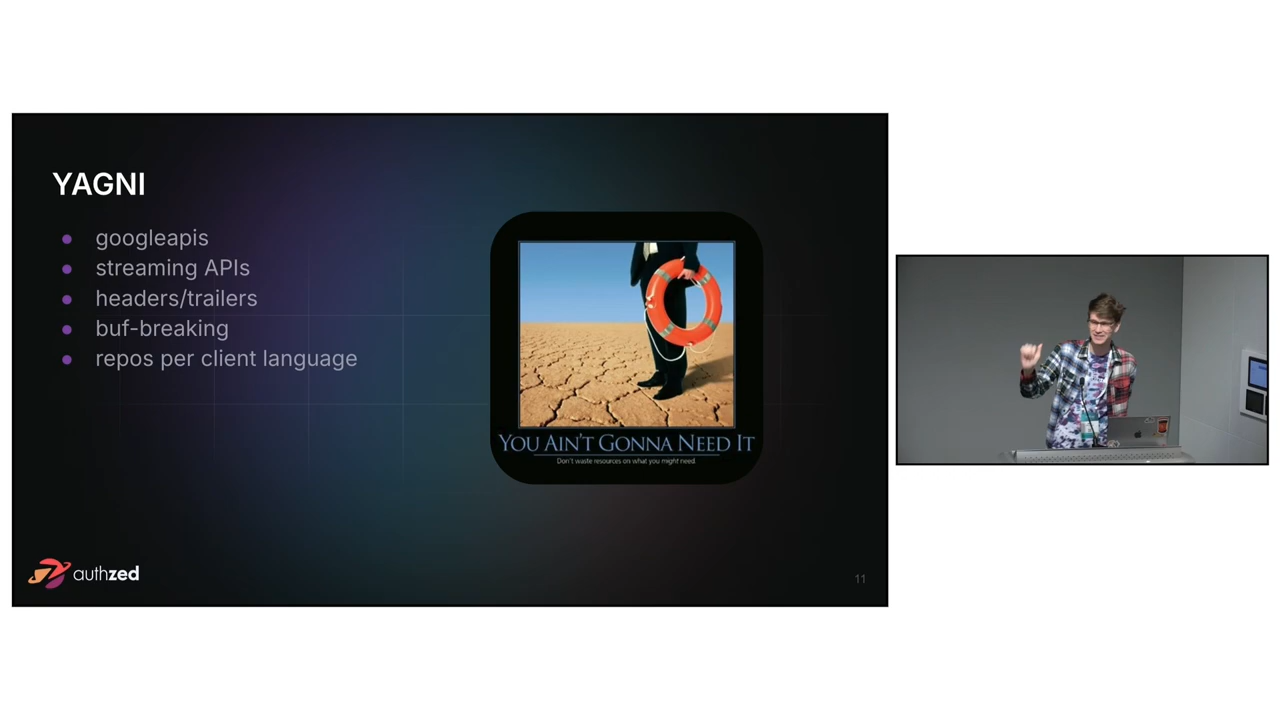 YAGNI
googleapis
streaming APIs
headers/trailers
buf-breaking
repos per client language
YOU AIN'T GONNA NEED IT
Don't waste resources on what you might need.
authzed
11